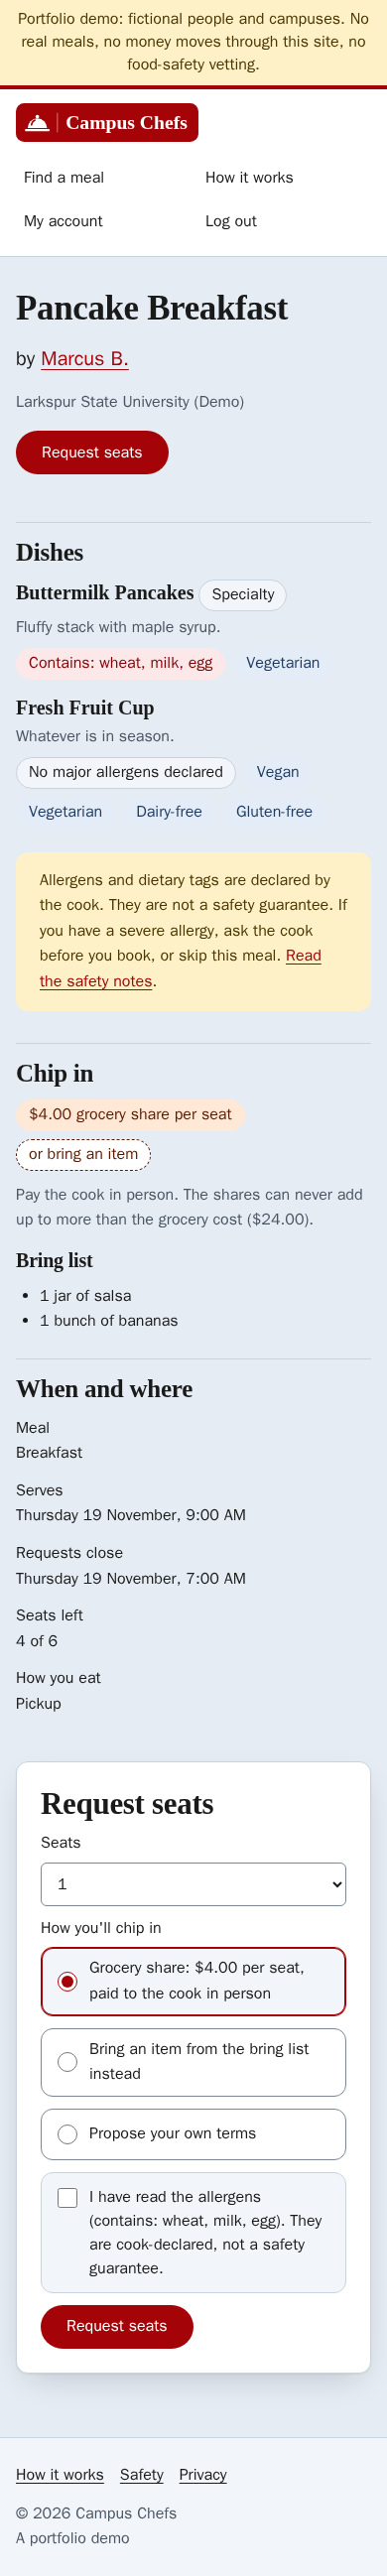 Portfolio demo: fictional people and campuses. No
real meals, no money moves through this site, no
food-safety vetting.
Campus Chefs
Find a meal
How it works
My account
Log out
Pancake Breakfast
by Marcus B.
Larkspur State University (Demo)
Request seats
Dishes
Buttermilk Pancakes Specialty
Fluffy stack with maple syrup.
Contains: wheat, milk, egg Vegetarian
Fresh Fruit Cup
Whatever is in season.
No major allergens declared Vegan
Vegetarian Dairy-free Gluten-free
Allergens and dietary tags are declared by
the cook. They are not a safety guarantee. If
you have a severe allergy, ask the cook
before you book, or skip this meal. Read
the safety notes.
Chip in
$4.00 grocery share per seat
or bring an item
Pay the cook in person. The shares can never add
up to more than the grocery cost ($24.00).
Bring list
• 1 jar of salsa
• 1 bunch of bananas
When and where
Meal
Breakfast
Serves
Thursday 19 November, 9:00 AM
Requests close
Thursday 19 November, 7:00 AM
Seats left
4 of 6
How you eat
Pickup
Request seats
Seats
1
How you'll chip in
Grocery share: $4.00 per seat,
paid to the cook in person
Bring an item from the bring list
instead
Propose your own terms
I have read the allergens
(contains: wheat, milk, egg). They
are cook-declared, not a safety
guarantee.
Request seats
How it works Safety Privacy
© 2026 Campus Chefs
A portfolio demo